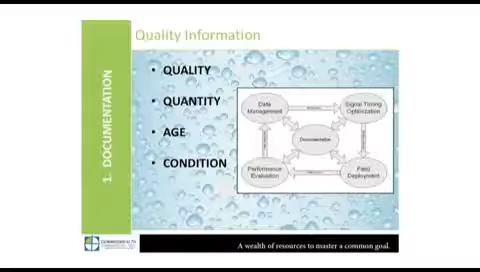 Quality Information
1. DOCUMENTATION
• QUALITY
• QUANTITY
• AGE
• CONDITION
Data
Management
Signal Timing
Optimization
Documentation
Performance
Evaluation
Field
Deployment
COMMONWEALTH
A wealth of resources to master a common goal.